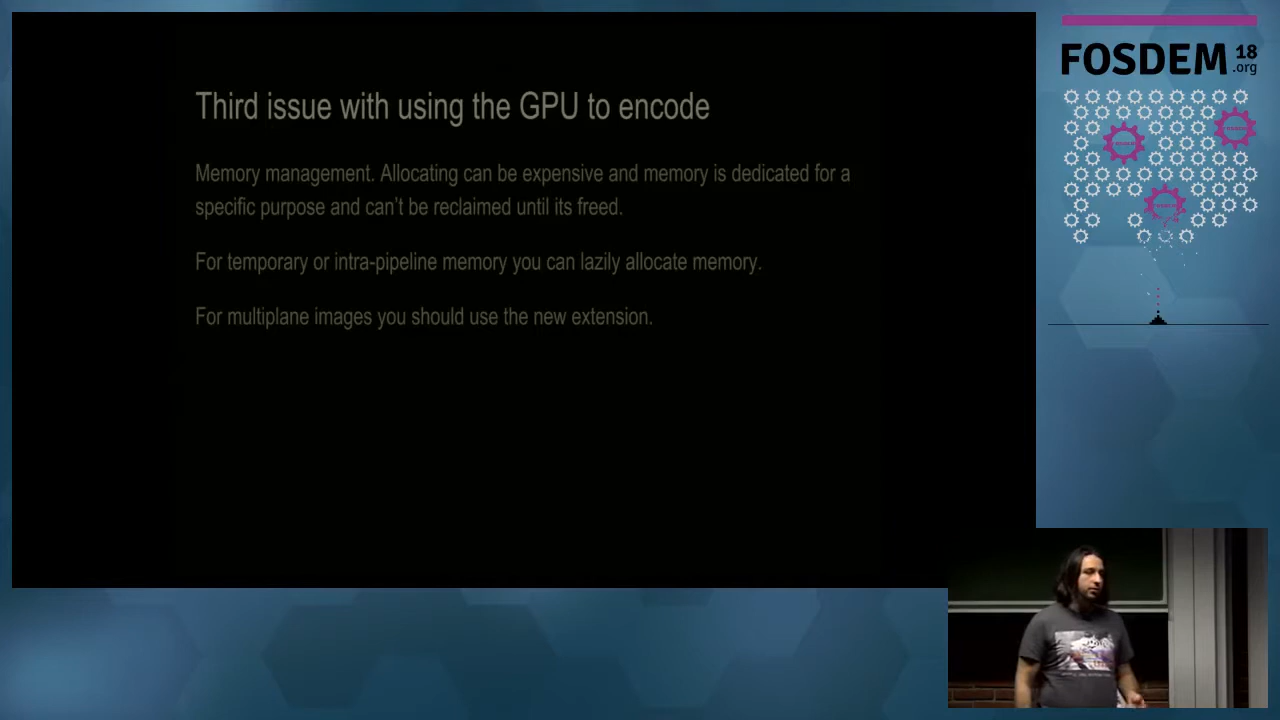 Third issue with using the GPU to encode
Memory management. Allocating can be expensive and memory is dedicated for a
specific purpose and can't be reclaimed until its freed.
For temporary or intra-pipeline memory you can lazily allocate memory.
For multiplane images you should use the new extension.
FOSDEM 18
.org